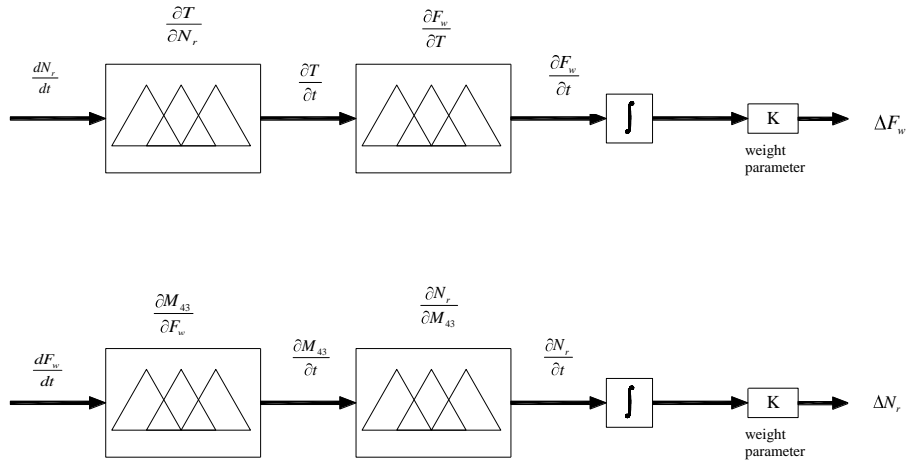 ∂T/∂N_r
∂F_w/∂T
dN_r/dt
∂T/∂t
∂F_w/∂t
∫
K
ΔF_w
weight
parameter
∂M_43/∂F_w
∂N_r/∂M_43
dF_w/dt
∂M_43/∂t
∂N_r/∂t
∫
K
ΔN_r
weight
parameter